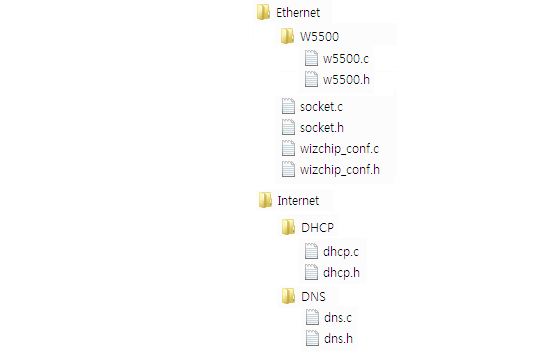 Ethernet
W5500
w5500.c
w5500.h
socket.c
socket.h
wizchip_conf.c
wizchip_conf.h
Internet
DHCP
dhcp.c
dhcp.h
DNS
dns.c
dns.h